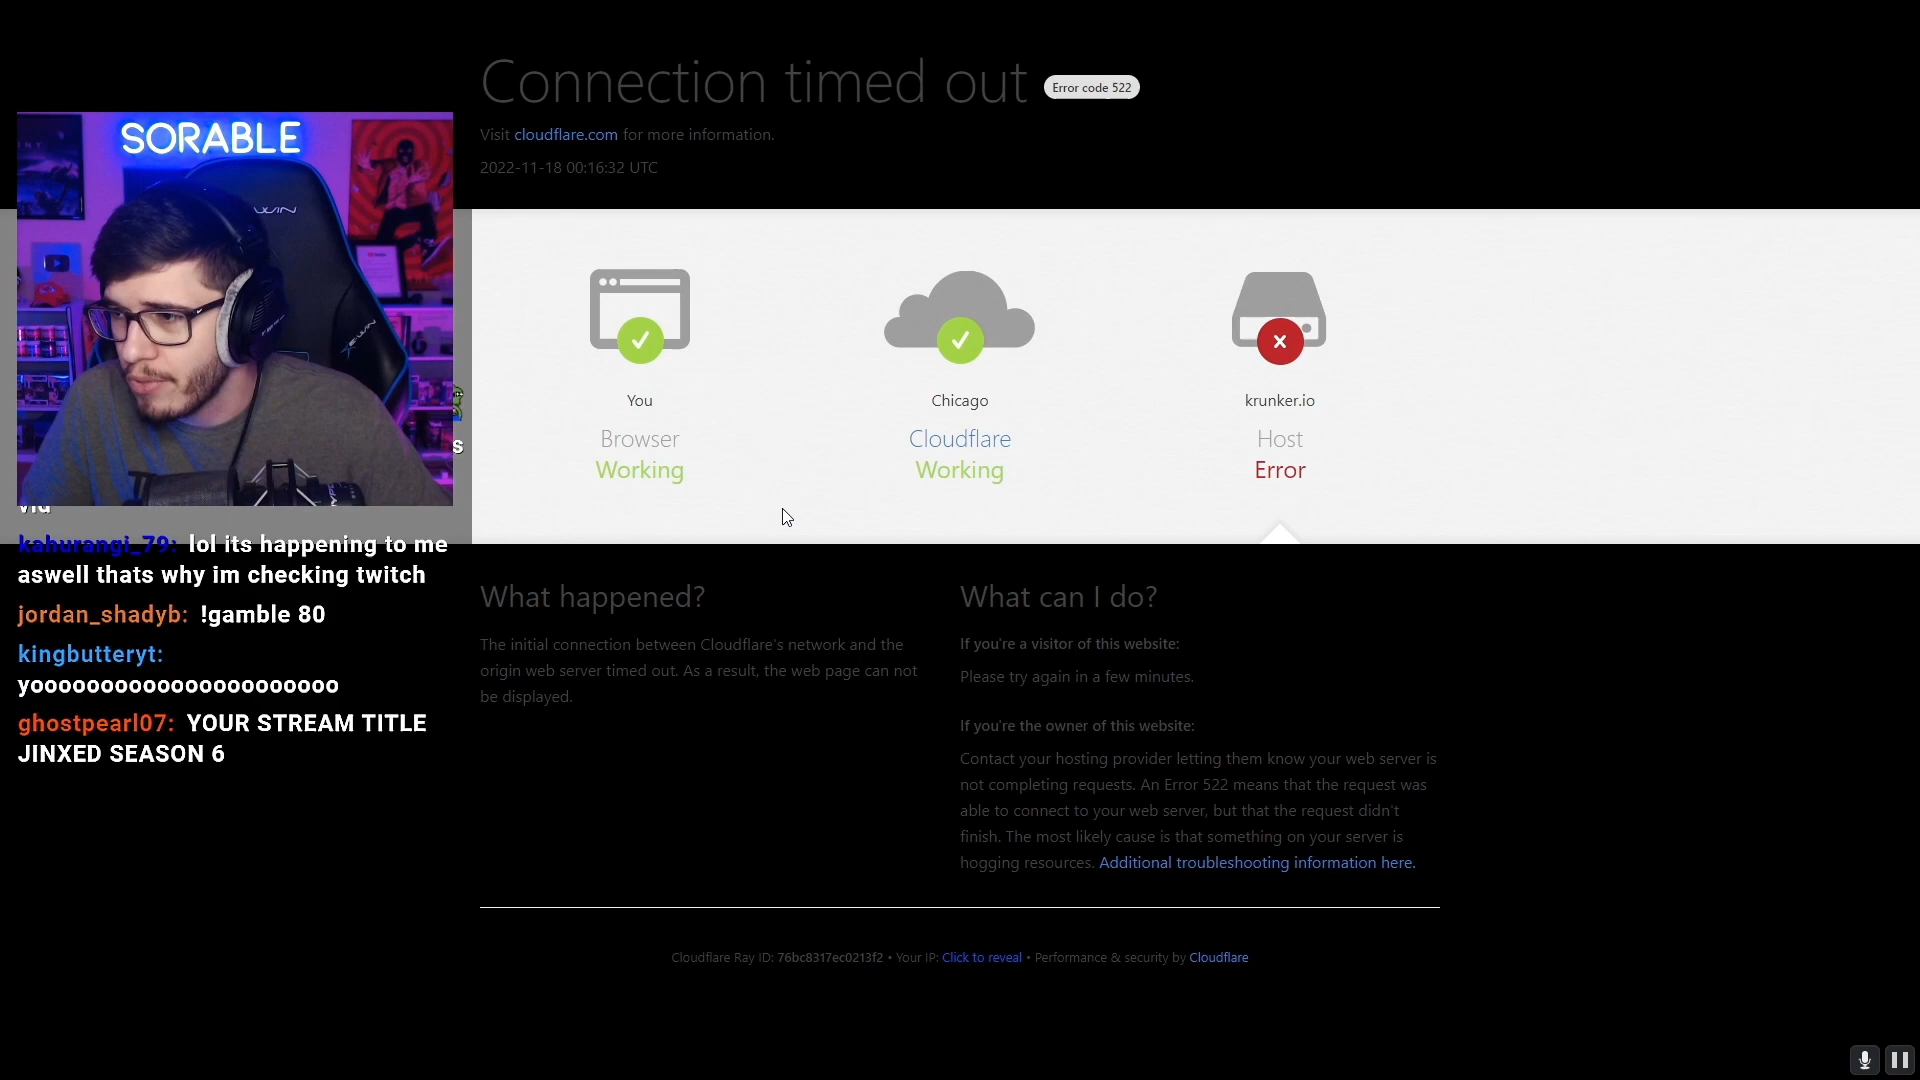 Connection timed out Error code 522
Visit cloudflare.com for more information.
2022-11-18 00:16:32 UTC
SORABLE
You
Browser
Working
Chicago
Cloudflare
Working
krunker.io
Host
Error
s
kahurangi_79: lol its happening to me
aswell thats why im checking twitch
jordan_shadyb: !gamble 80
kingbutteryt:
yoooooooooooooooooooooo
ghostpearl07: YOUR STREAM TITLE
JINXED SEASON 6
What happened?
The initial connection between Cloudflare's network and the
origin web server timed out. As a result, the web page can not
be displayed.
What can I do?
If you're a visitor of this website:
Please try again in a few minutes.
If you're the owner of this website:
Contact your hosting provider letting them know your web server is
not completing requests. An Error 522 means that the request was
able to connect to your web server, but that the request didn't
finish. The most likely cause is that something on your server is
hogging resources. Additional troubleshooting information here.
Cloudflare Ray ID: 76bc8317ec0213f2 • Your IP: Click to reveal • Performance & security by Cloudflare